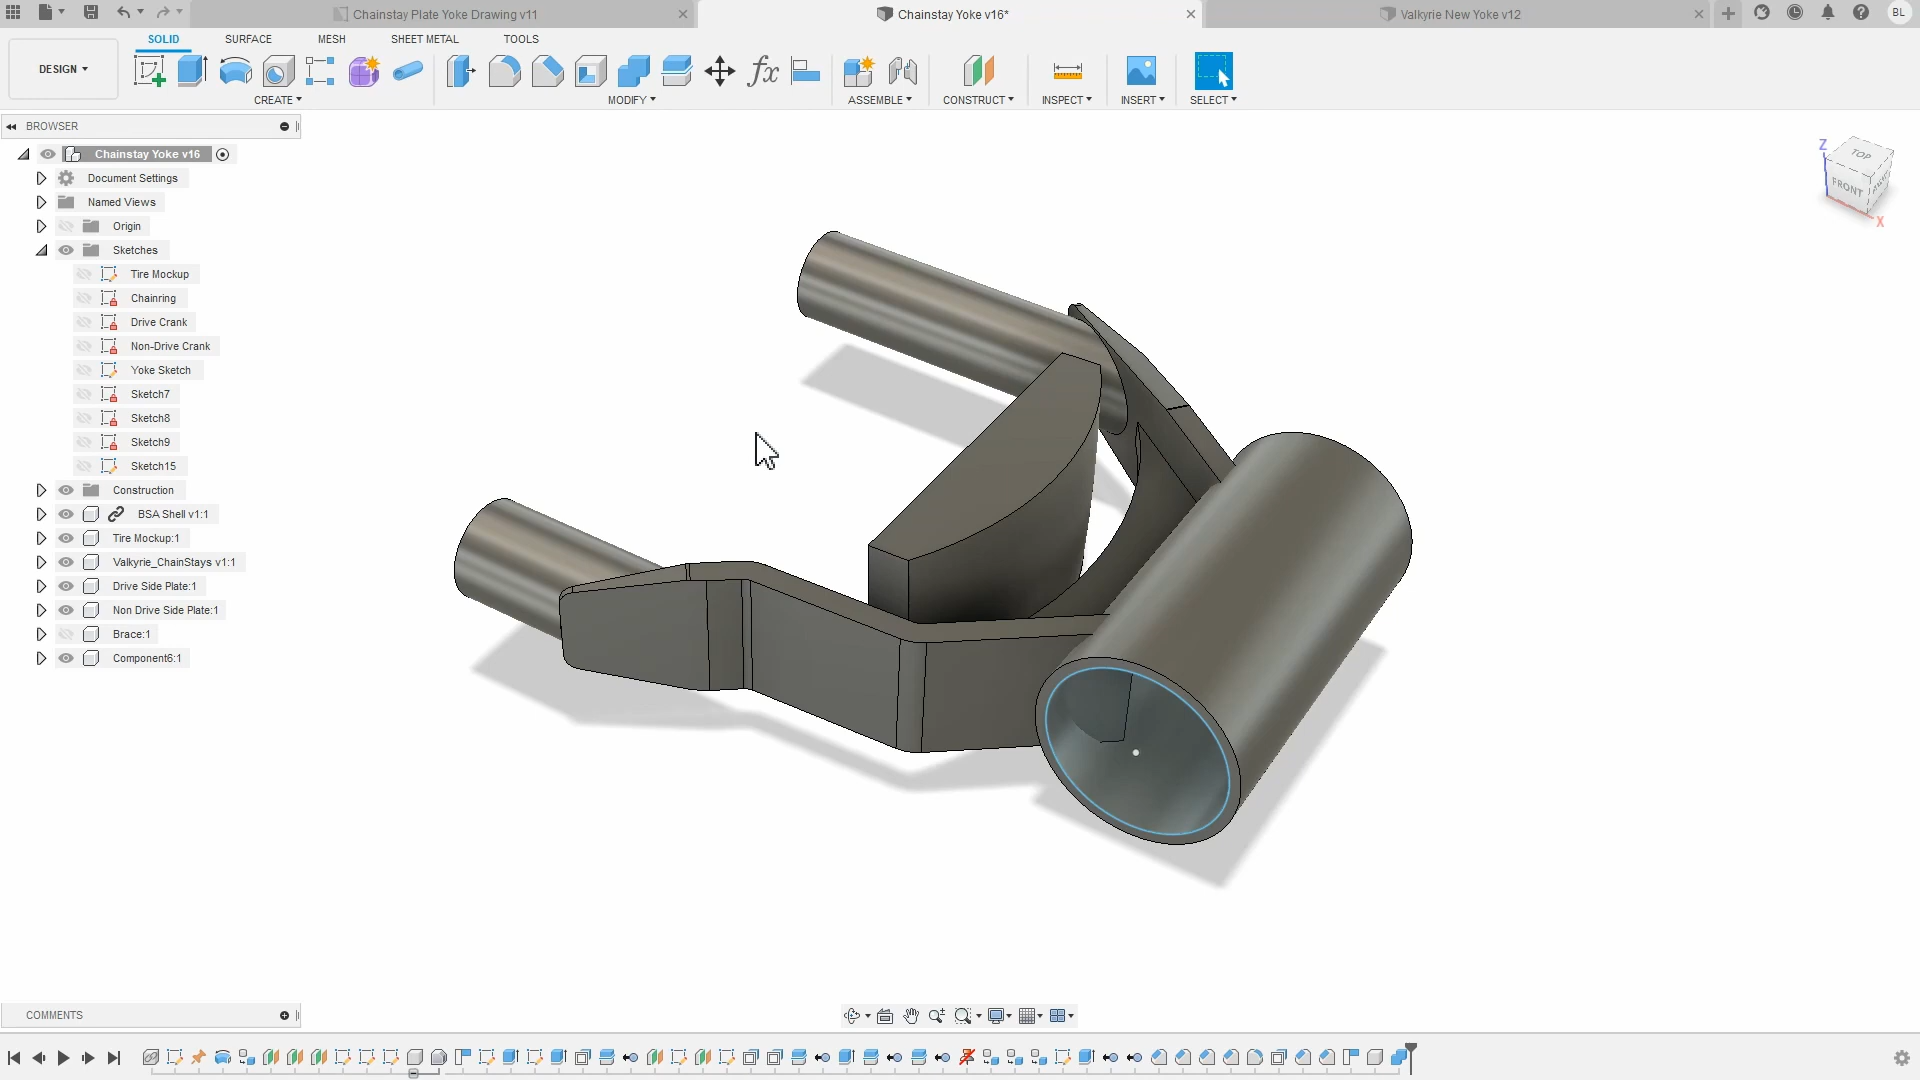 Chainstay Plate Yoke Drawing v11
Chainstay Yoke v16*
Valkyrie New Yoke v12
BL
SOLID
SURFACE
MESH
SHEET METAL
TOOLS
DESIGN
CREATE
MODIFY
fx
ASSEMBLE
CONSTRUCT
INSPECT
INSERT
SELECT
BROWSER
Chainstay Yoke v16
Document Settings
Named Views
Origin
Sketches
Tire Mockup
Chainring
Drive Crank
Non-Drive Crank
Yoke Sketch
Sketch7
Sketch8
Sketch9
Sketch15
Construction
BSA Shell v1:1
Tire Mockup:1
Valkyrie_ChainStays v1:1
Drive Side Plate:1
Non Drive Side Plate:1
Brace:1
Component6:1
Z
TOP
FRONT
RIGHT
X
COMMENTS